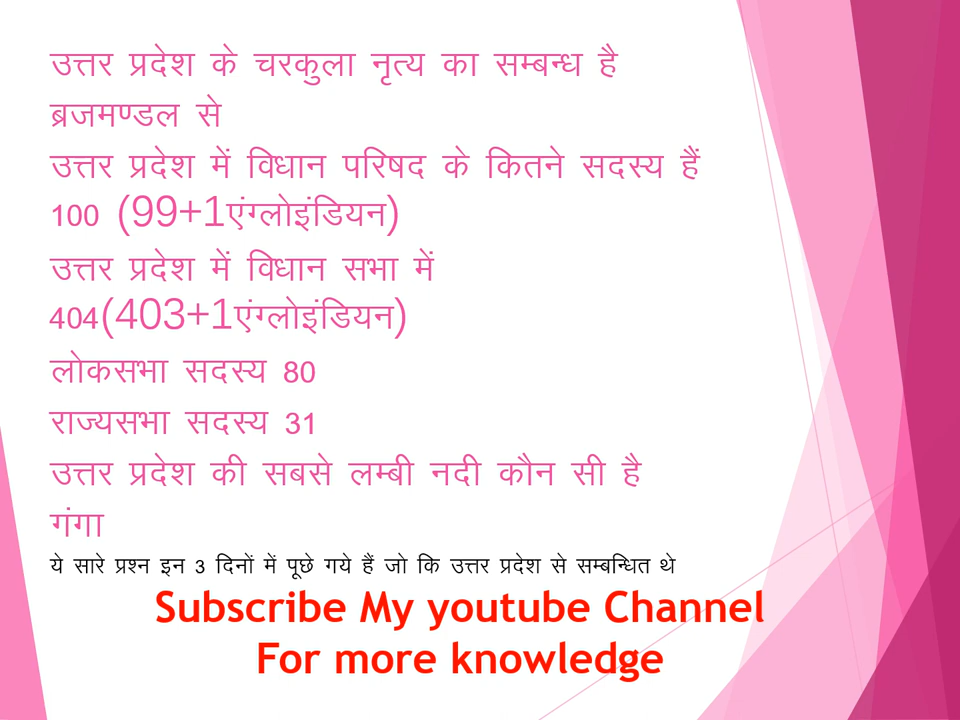 उत्तर प्रदेश के चरकुला नृत्य का सम्बन्ध है
ब्रजमण्डल से
उत्तर प्रदेश में विधान परिषद के कितने सदस्य हैं
100 (99+1एंग्लोइंडियन)
उत्तर प्रदेश में विधान सभा में
404(403+1एंग्लोइंडियन)
लोकसभा सदस्य 80
राज्यसभा सदस्य 31
उत्तर प्रदेश की सबसे लम्बी नदी कौन सी है
गंगा
ये सारे प्रश्न इन 3 दिनों में पूछे गये हैं जो कि उत्तर प्रदेश से सम्बन्धित थे
Subscribe My youtube Channel
For more knowledge